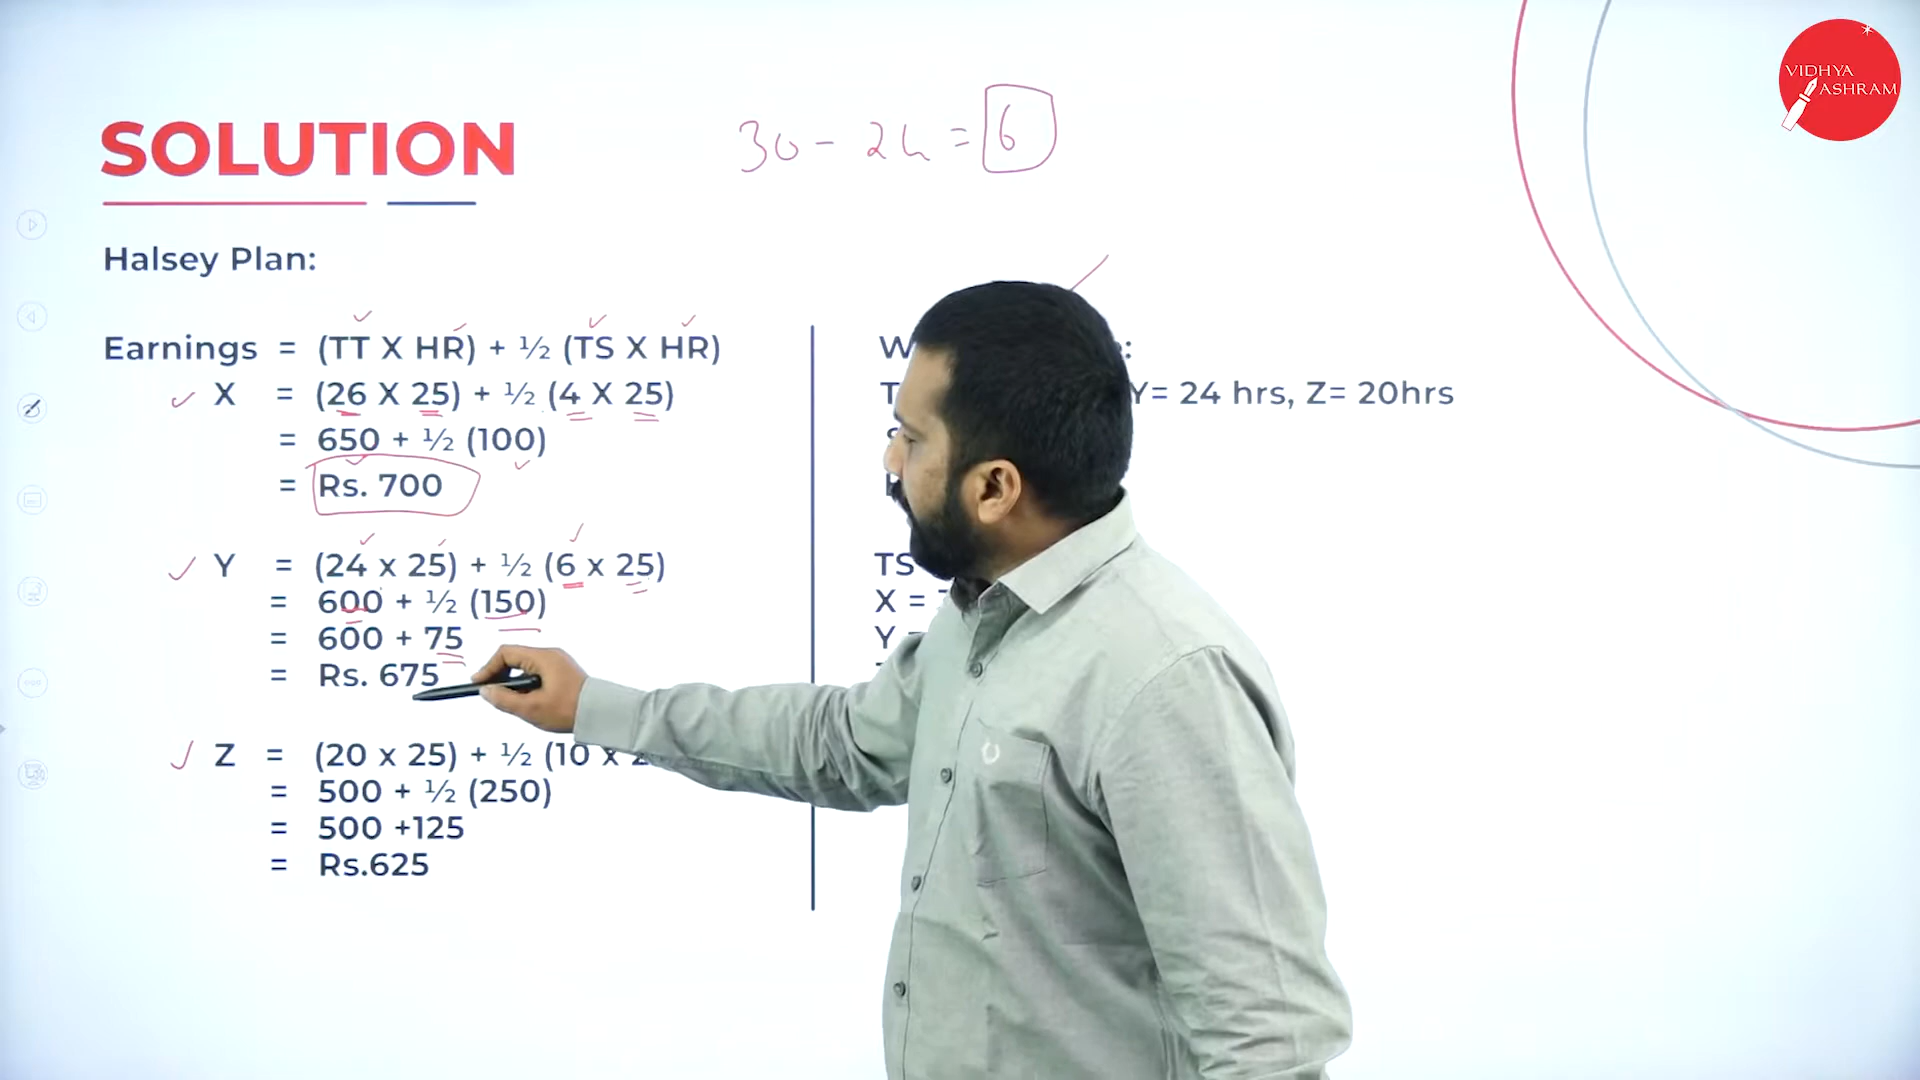 VIDHYA
ASHRAM
SOLUTION
30 - 24 = 6
Halsey Plan:
Earnings = (TT X HR) + ½ (TS X HR)
X = (26 X 25) + ½ (4 X 25)
= 650 + ½ (100)
= Rs. 700
Y = (24 x 25) + ½ (6 x 25)
= 600 + ½ (150)
= 600 + 75
= Rs. 675
Z = (20 x 25) + ½ (10 x
= 500 + ½ (250)
= 500 +125
= Rs.625
Y= 24 hrs, Z= 20hrs
TS
X =
Y =